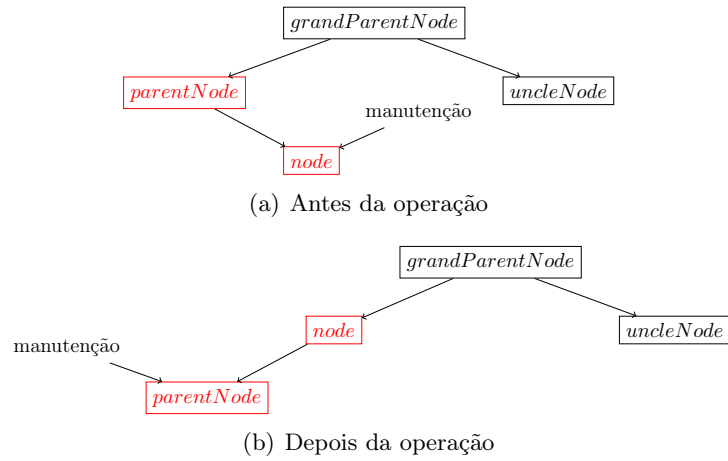 grandParentNode
parentNode
uncleNode
manutenção
node
(a) Antes da operação
grandParentNode
node
uncleNode
manutenção
parentNode
(b) Depois da operação